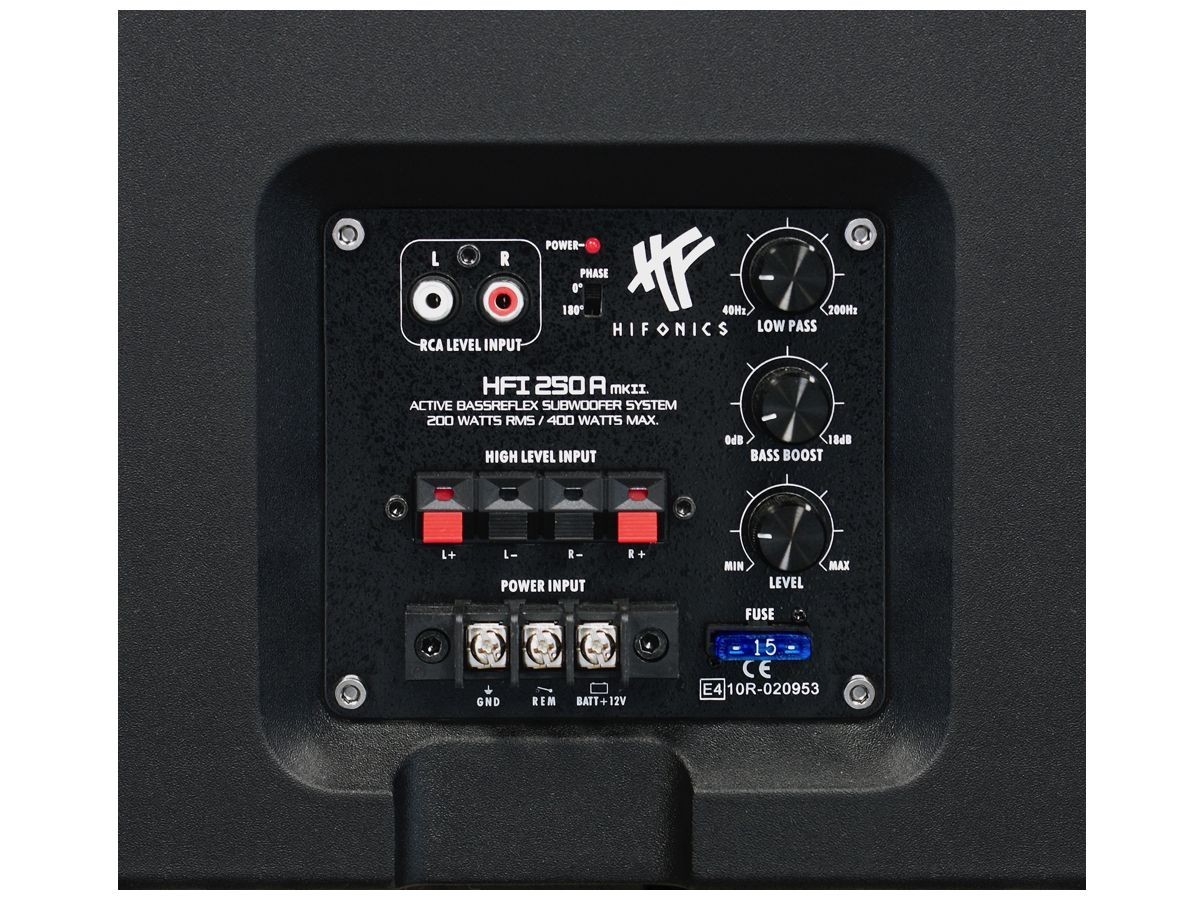 L R
RCA LEVEL INPUT
POWER
PHASE
0°
180°
HF
HIFONICS
40Hz 200Hz
LOW PASS
HFI 250 A MKII.
ACTIVE BASSREFLEX SUBWOOFER SYSTEM
200 WATTS RMS / 400 WATTS MAX.
0dB 18dB
BASS BOOST
HIGH LEVEL INPUT
L+ L− R− R+
MIN MAX
LEVEL
POWER INPUT
GND REM BATT+12V
FUSE
15
CE
E4 10R-020953